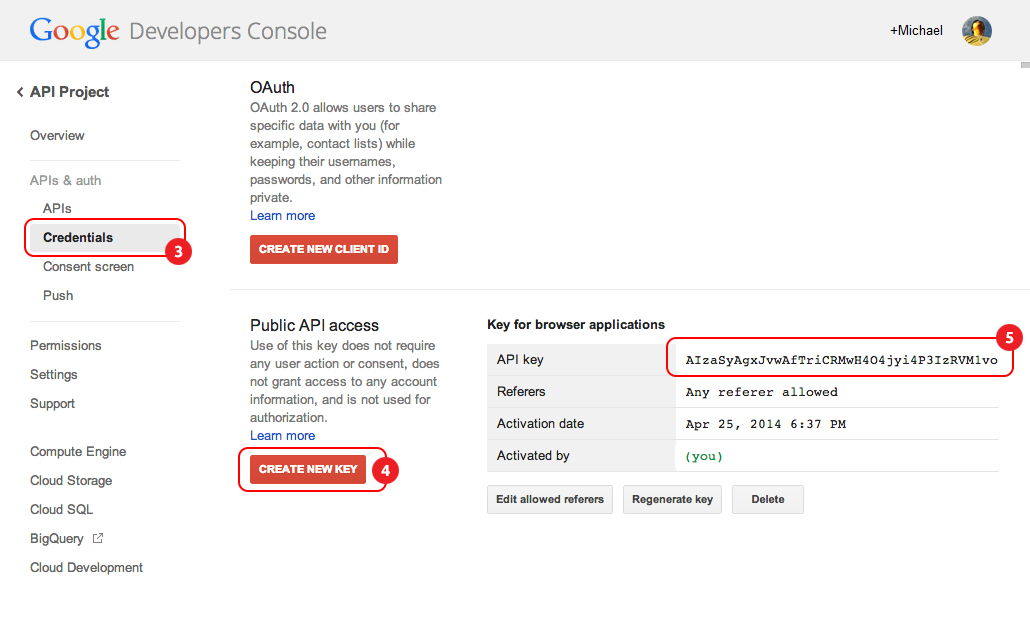 Google Developers Console
+Michael
API Project
Overview
APIs & auth
APIs
Credentials
3
Consent screen
Push
Permissions
Settings
Support
Compute Engine
Cloud Storage
Cloud SQL
BigQuery
Cloud Development
OAuth
OAuth 2.0 allows users to share
specific data with you (for
example, contact lists) while
keeping their usernames,
passwords, and other information
private.
Learn more
CREATE NEW CLIENT ID
Public API access
Use of this key does not require
any user action or consent, does
not grant access to any account
information, and is not used for
authorization.
Learn more
CREATE NEW KEY
4
Key for browser applications
5
API key AIzaSyAgxJvwAfTriCRMwH4O4jyi4P3IzRVM1vo
Referers Any referer allowed
Activation date Apr 25, 2014 6:37 PM
Activated by (you)
Edit allowed referers Regenerate key Delete